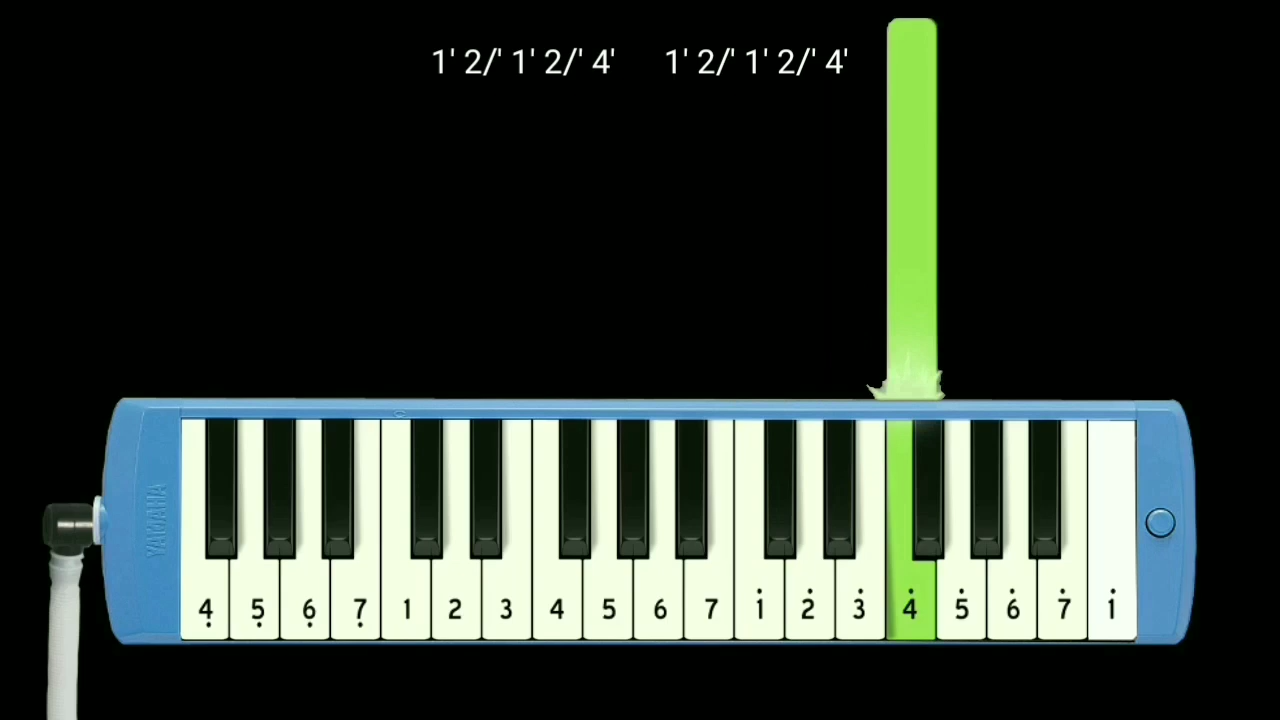 1' 2/' 1' 2/' 4' 1' 2/' 1' 2/' 4'
YAMAHA
4̣ 5̣ 6̣ 7̣ 1 2 3 4 5 6 7 1̇ 2̇ 3̇ 4̇ 5̇ 6̇ 7̇ 1̇